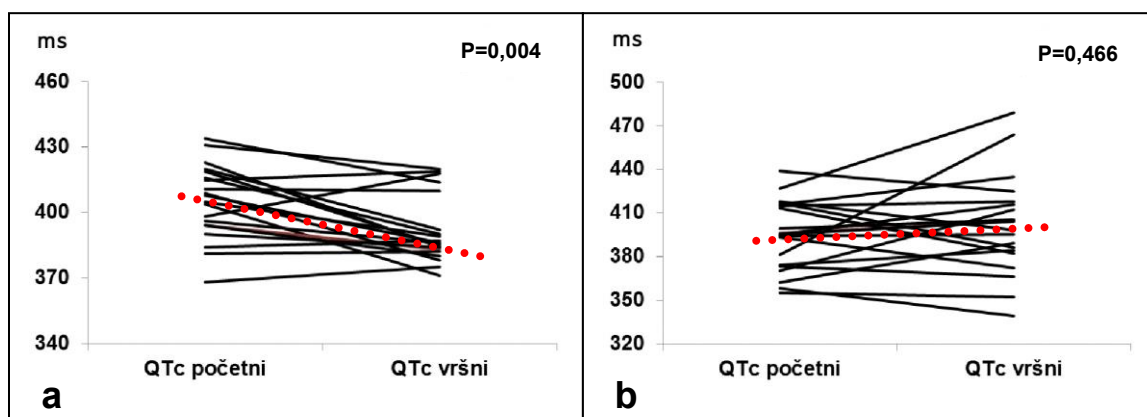 ms
P=0,004
460
430
400
370
340
QTc početni QTc vršni
a
ms
P=0,466
500
470
440
410
380
350
320
QTc početni QTc vršni
b